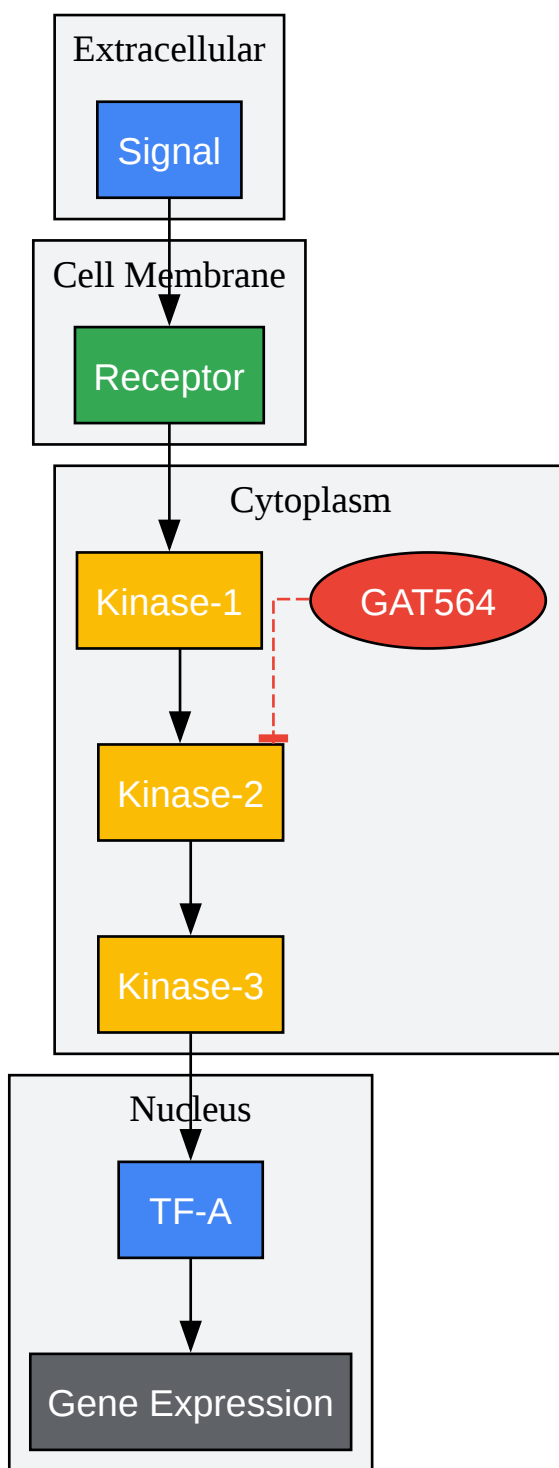 Extracellular
Signal
Cell Membrane
Receptor
Cytoplasm
Kinase-1
GAT564
Kinase-2
Kinase-3
Nucleus
TF-A
Gene Expression